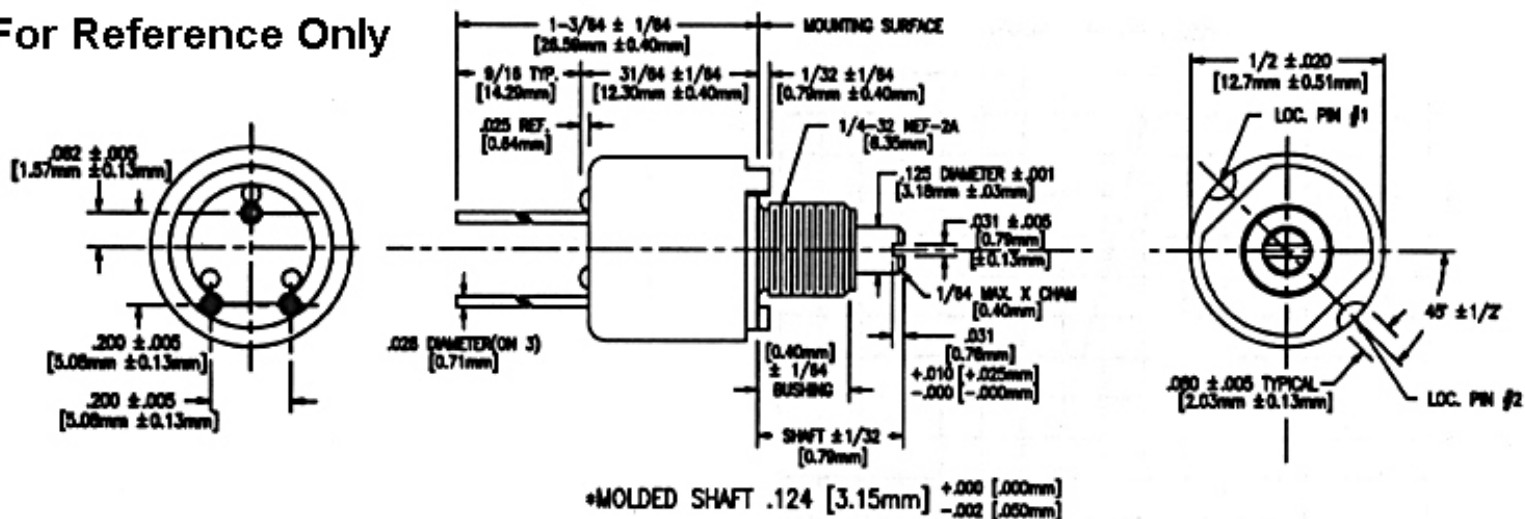 For Reference Only
1-3/64 ± 1/64
[26.59mm ±0.40mm]
MOUNTING SURFACE
9/16 TYP.
[14.29mm]
31/64 ±1/64
[12.30mm ±0.40mm]
1/32 ±1/64
[0.79mm ±0.40mm]
1/2 ±.020
[12.7mm ±0.51mm]
LOC. PIN #1
.025 REF.
[0.64mm]
1/4-32 NEF-2A
[6.35mm]
.062 ±.005
[1.57mm ±0.13mm]
.125 DIAMETER ±.001
[3.18mm ±.03mm]
.031 ±.005
[0.79mm
±0.13mm]
1/64 MAX. X CHAM
[0.40mm]
45° ±1/2°
.200 ±.005
[5.08mm ±0.13mm]
.028 DIAMETER(ON 3)
[0.71mm]
.031
[0.78mm]
+.010 [+.025mm]
-.000 [-.000mm]
[0.40mm]
± 1/64
BUSHING
.080 ±.005 TYPICAL
[2.03mm ±0.13mm]
LOC. PIN #2
.200 ±.005
[5.08mm ±0.13mm]
SHAFT ±1/32
[0.79mm]
*MOLDED SHAFT .124 [3.15mm] +.000 [.000mm]
-.002 [.050mm]